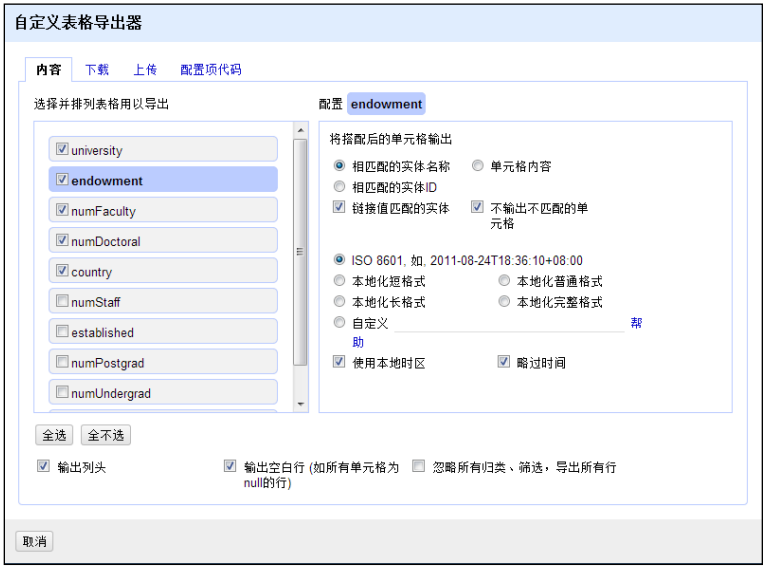 自定义表格导出器
内容 下载 上传 配置项代码
选择并排列表格用以导出
university
endowment
numFaculty
numDoctoral
country
numStaff
established
numPostgrad
numUndergrad
全选 全不选
配置 endowment
将搭配后的单元格输出
相匹配的实体名称 单元格内容
相匹配的实体ID
链接值匹配的实体 不输出不匹配的单
元格
ISO 8601, 如, 2011-08-24T18:36:10+08:00
本地化短格式 本地化普通格式
本地化长格式 本地化完整格式
自定义 帮
助
使用本地时区 略过时间
输出列头 输出空白行 (如所有单元格为 忽略所有归类、筛选，导出所有行
null的行)
取消